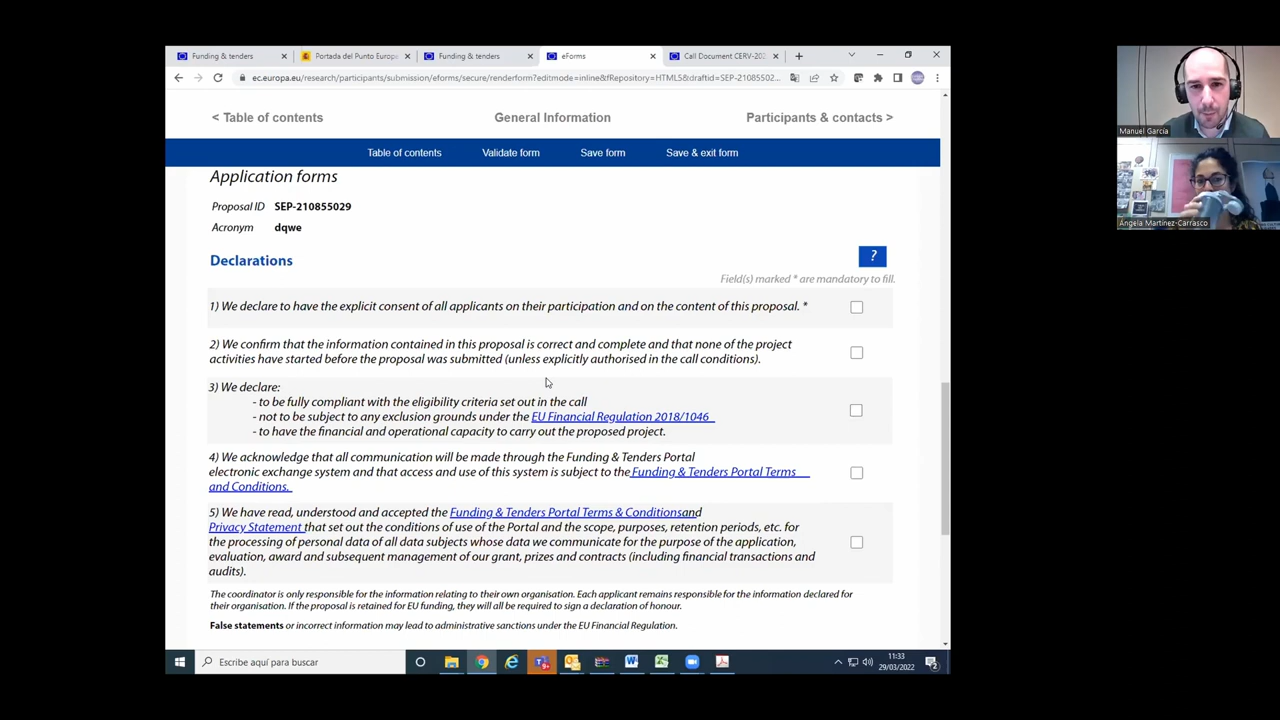 Funding & tenders
Portada del Punto Europe
Funding & tenders
eForms
Call Document CERV-202
ec.europa.eu/research/participants/submission/eforms/secure/renderform?editmode=inline&fRepository=HTML5&draftid=SEP-21085502...
< Table of contents
General Information
Participants & contacts >
Table of contents
Validate form
Save form
Save & exit form
Application forms
Proposal ID SEP-210855029
Acronym dqwe
Declarations
?
Field(s) marked * are mandatory to fill.
1) We declare to have the explicit consent of all applicants on their participation and on the content of this proposal. *
2) We confirm that the information contained in this proposal is correct and complete and that none of the project
activities have started before the proposal was submitted (unless explicitly authorised in the call conditions).
3) We declare:
- to be fully compliant with the eligibility criteria set out in the call
- not to be subject to any exclusion grounds under the EU Financial Regulation 2018/1046
- to have the financial and operational capacity to carry out the proposed project.
4) We acknowledge that all communication will be made through the Funding & Tenders Portal
electronic exchange system and that access and use of this system is subject to the Funding & Tenders Portal Terms
and Conditions.
5) We have read, understood and accepted the Funding & Tenders Portal Terms & Conditionsand
Privacy Statement that set out the conditions of use of the Portal and the scope, purposes, retention periods, etc. for
the processing of personal data of all data subjects whose data we communicate for the purpose of the application,
evaluation, award and subsequent management of our grant, prizes and contracts (including financial transactions and
audits).
The coordinator is only responsible for the information relating to their own organisation. Each applicant remains responsible for the information declared for
their organisation. If the proposal is retained for EU funding, they will all be required to sign a declaration of honour.
False statements or incorrect information may lead to administrative sanctions under the EU Financial Regulation.
Escribe aquí para buscar
11:33
29/03/2022
2
Manuel García
Ángela Martínez-Carrasco